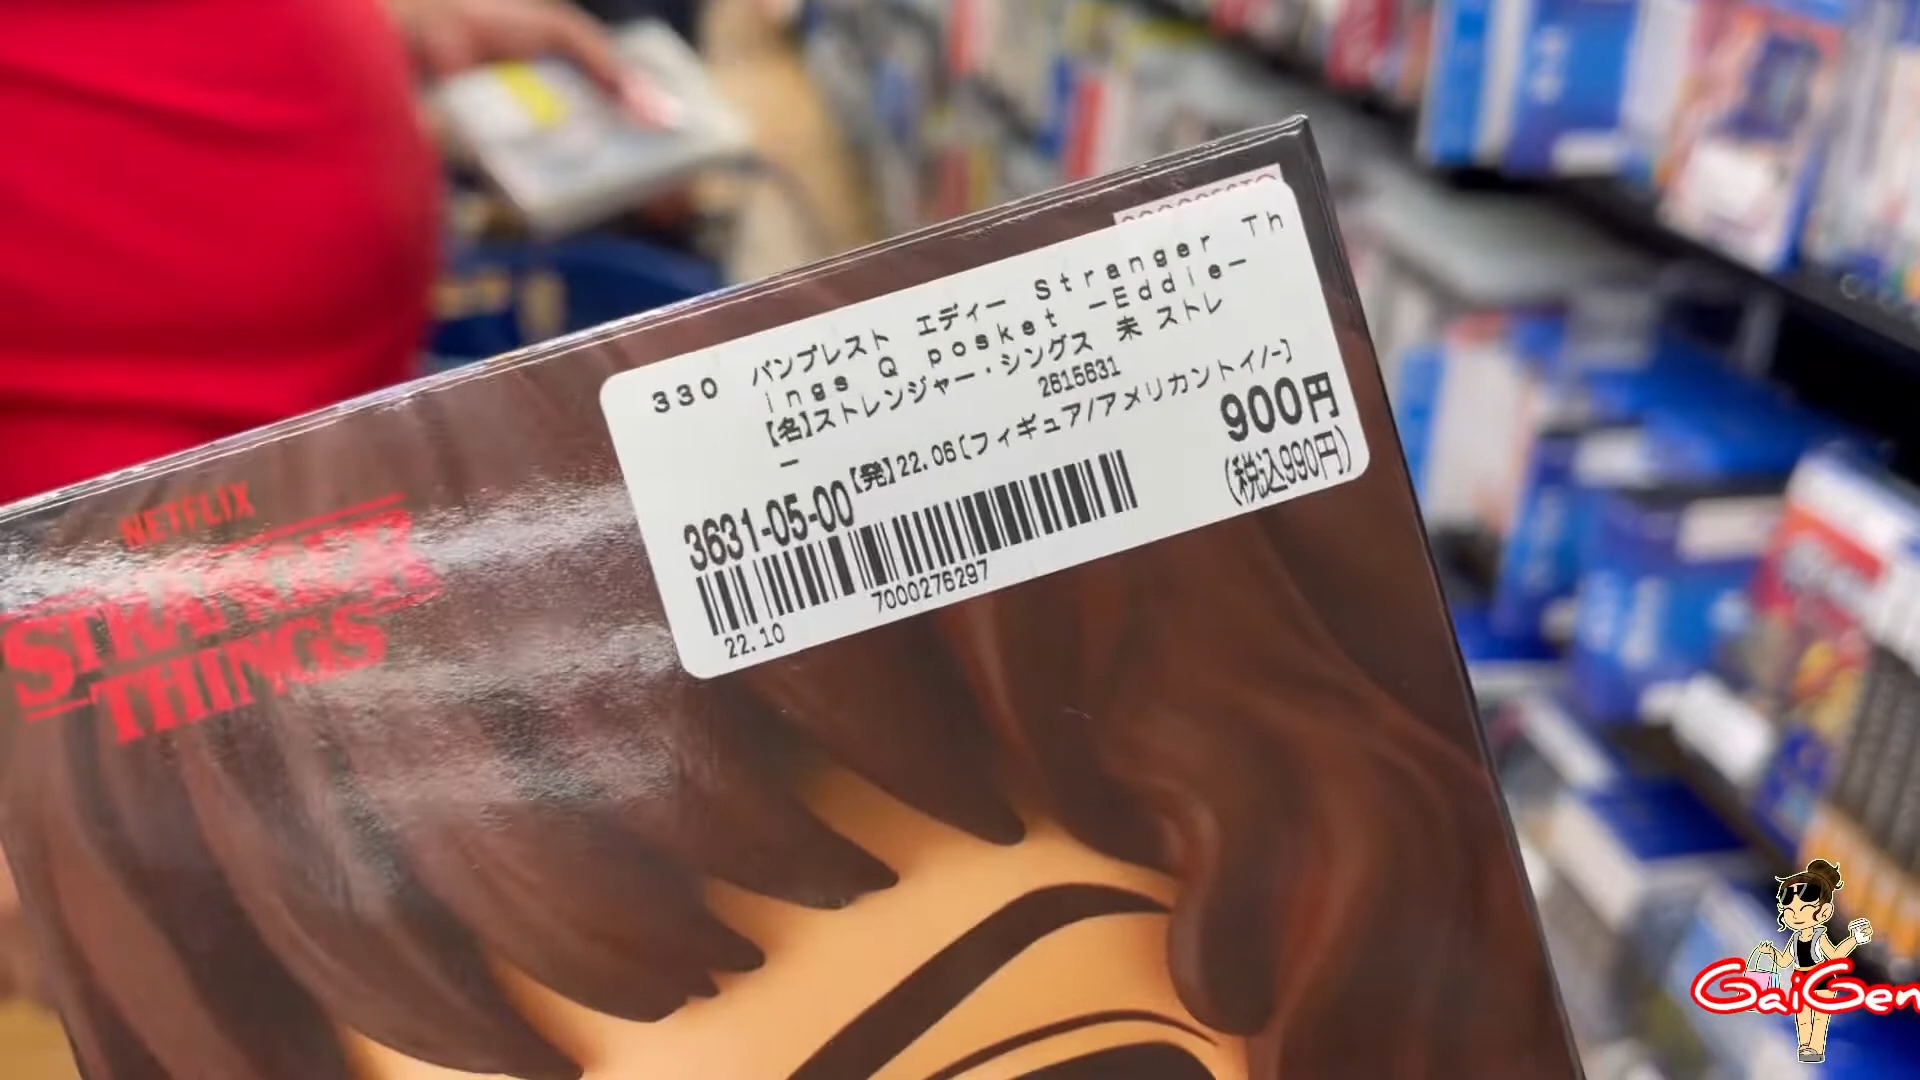 330 バンプレスト エディー Stranger Th
ings Q posket －Eddie－
【名】ストレンジャー・シングス 未 ストレ
－ 2615631
【発】22.06〔フィギュア/アメリカントイ/-〕
3631-05-00
900円
(税込990円)
7000276297
22.10
NETFLIX
STRANGER
THINGS
GaiGen